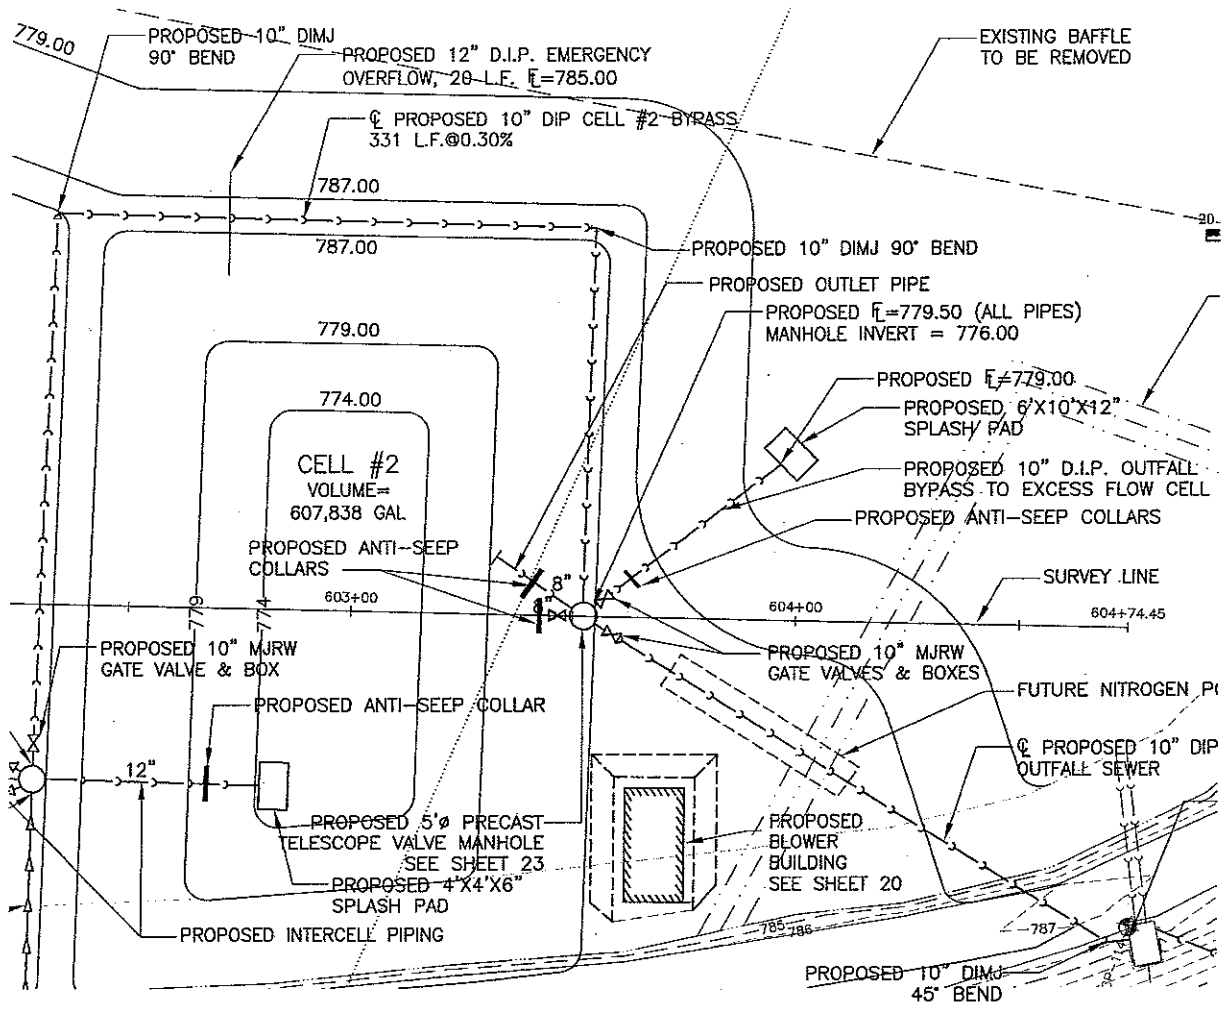 779.00
PROPOSED 10" DIMJ
90° BEND
PROPOSED 12" D.I.P. EMERGENCY
OVERFLOW, 20 L.F. FL=785.00
EXISTING BAFFLE
TO BE REMOVED
CL PROPOSED 10" DIP CELL #2 BYPASS
331 L.F.@0.30%
787.00
787.00
PROPOSED 10" DIMJ 90° BEND
PROPOSED OUTLET PIPE
PROPOSED FL=779.50 (ALL PIPES)
MANHOLE INVERT = 776.00
779.00
774.00
PROPOSED FL=779.00
PROPOSED 6'X10'X12"
SPLASH PAD
CELL #2
VOLUME=
607,838 GAL
PROPOSED 10" D.I.P. OUTFALL
BYPASS TO EXCESS FLOW CELL
PROPOSED ANTI-SEEP COLLARS
PROPOSED ANTI-SEEP
COLLARS
8"
8"
SURVEY LINE
779
774
603+00
604+00
604+74.45
PROPOSED 10" MJRW
GATE VALVE & BOX
PROPOSED 10" MJRW
GATE VALVES & BOXES
PROPOSED ANTI-SEEP COLLAR
FUTURE NITROGEN
12"
CL PROPOSED 10" DIP
OUTFALL SEWER
PROPOSED 5'ø PRECAST
TELESCOPE VALVE MANHOLE
SEE SHEET 23
PROPOSED
BLOWER
BUILDING
SEE SHEET 20
PROPOSED 4'X4'X6"
SPLASH PAD
PROPOSED INTERCELL PIPING
785
786
787
PROPOSED 10" DIMJ
45° BEND